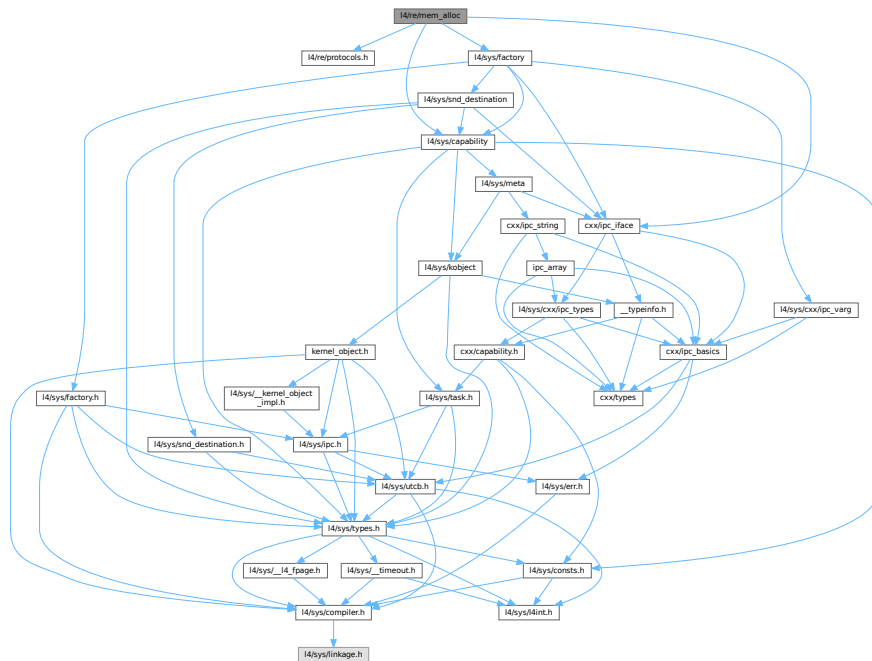 l4/re/mem_alloc
l4/re/protocols.h
l4/sys/factory
l4/sys/snd_destination
l4/sys/capability
l4/sys/meta
cxx/ipc_string
cxx/ipc_iface
l4/sys/kobject
ipc_array
l4/sys/cxx/ipc_types
__typeinfo.h
l4/sys/cxx/ipc_varg
kernel_object.h
cxx/capability.h
cxx/ipc_basics
l4/sys/factory.h
l4/sys/__kernel_object
_impl.h
l4/sys/task.h
cxx/types
l4/sys/snd_destination.h
l4/sys/ipc.h
l4/sys/utcb.h
l4/sys/err.h
l4/sys/types.h
l4/sys/__l4_fpage.h
l4/sys/__timeout.h
l4/sys/consts.h
l4/sys/compiler.h
l4/sys/l4int.h
l4/sys/linkage.h